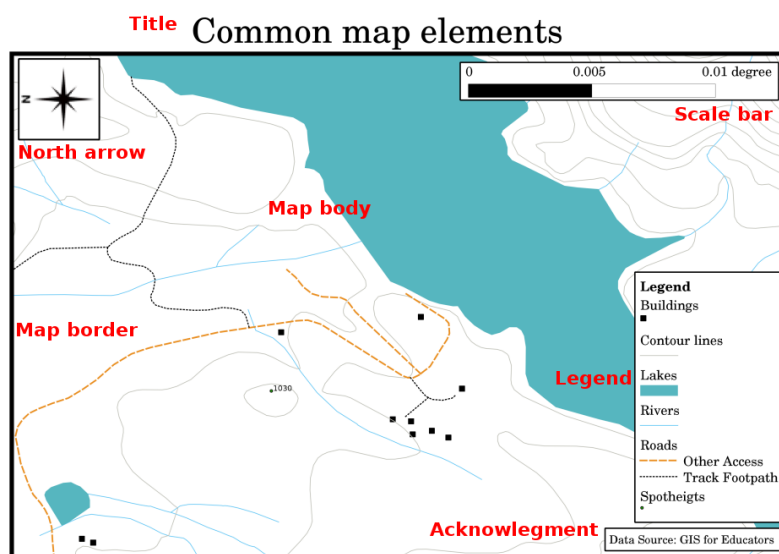 Title Common map elements
0 0.005 0.01 degree
Scale bar
N
North arrow
Map body
Map border
Legend
Buildings
Contour lines
Legend
Lakes
Rivers
1030
Roads
Other Access
Track Footpath
Spotheigts
Acknowlegment
Data Source: GIS for Educators